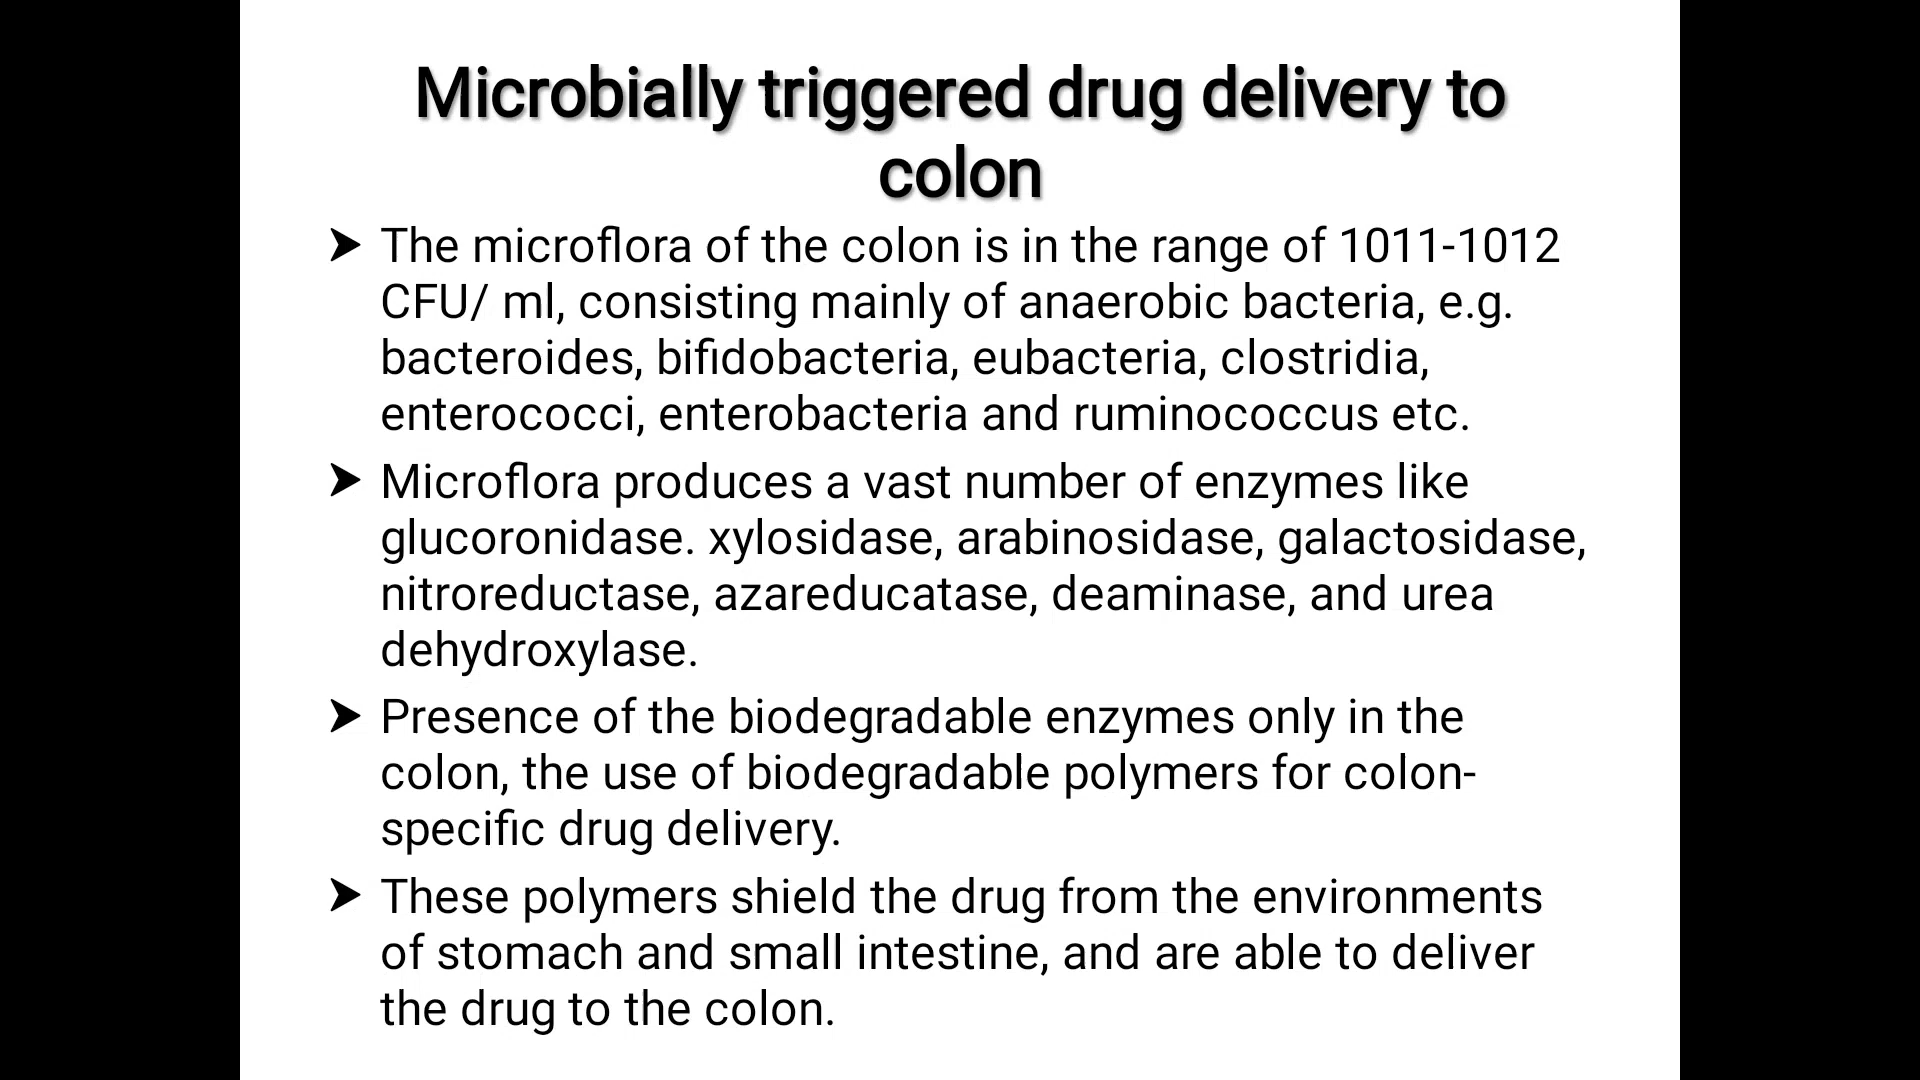 Microbially triggered drug delivery to
colon
➤ The microflora of the colon is in the range of 1011-1012
CFU/ ml, consisting mainly of anaerobic bacteria, e.g.
bacteroides, bifidobacteria, eubacteria, clostridia,
enterococci, enterobacteria and ruminococcus etc.
➤ Microflora produces a vast number of enzymes like
glucoronidase. xylosidase, arabinosidase, galactosidase,
nitroreductase, azareducatase, deaminase, and urea
dehydroxylase.
➤ Presence of the biodegradable enzymes only in the
colon, the use of biodegradable polymers for colon-
specific drug delivery.
➤ These polymers shield the drug from the environments
of stomach and small intestine, and are able to deliver
the drug to the colon.